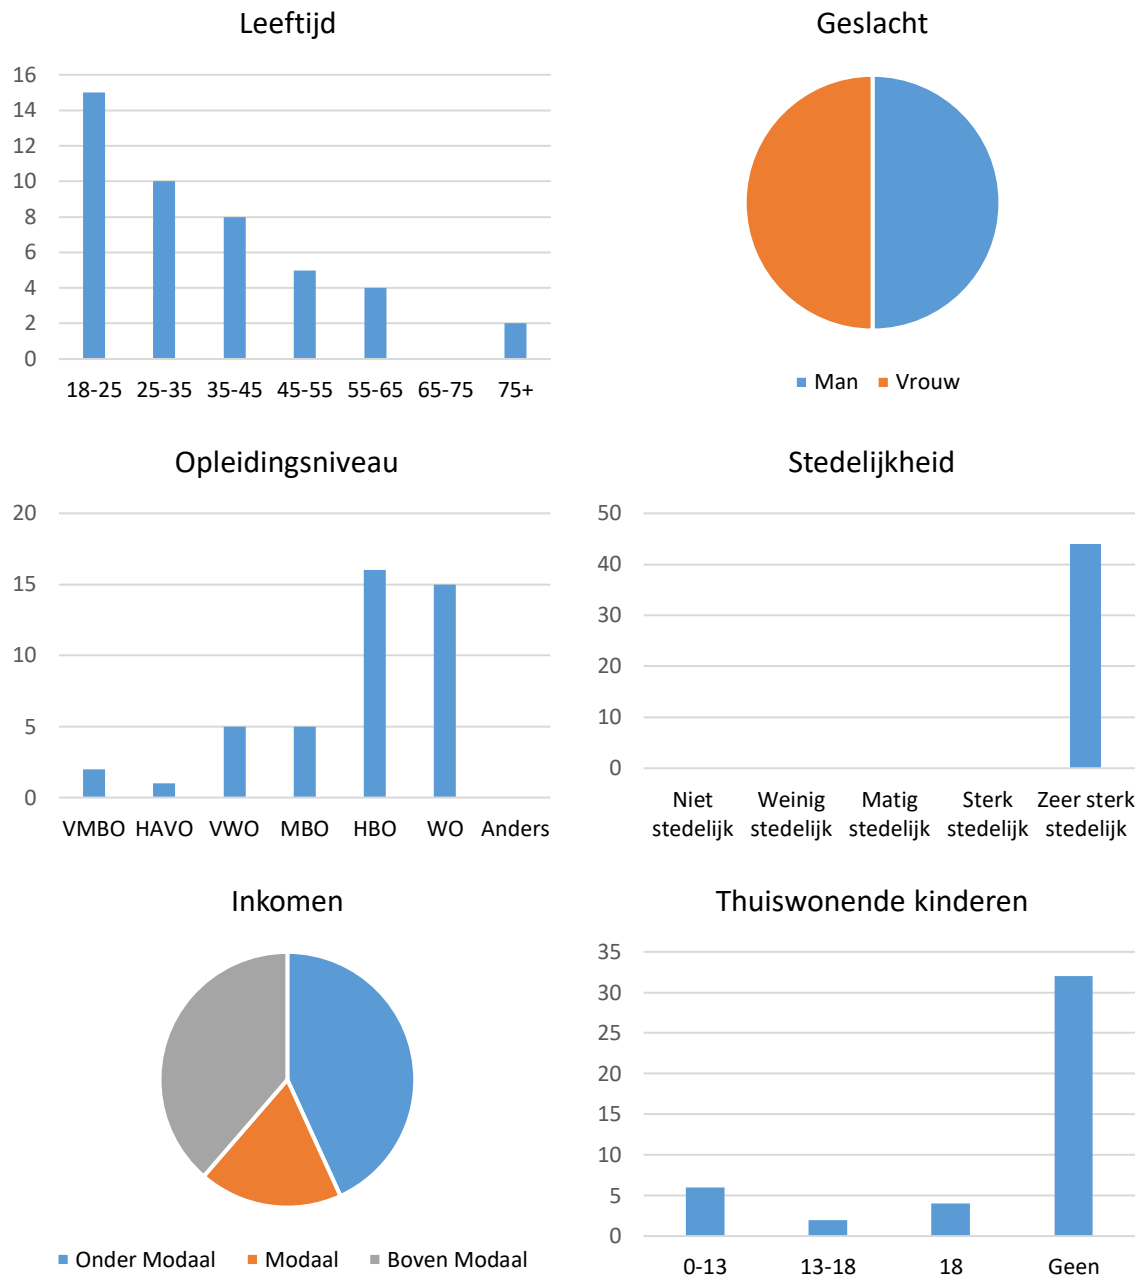 Leeftijd
16
14
12
10
8
6
4
2
0
18-25 25-35 35-45 45-55 55-65 65-75 75+
Geslacht
Man Vrouw
Opleidingsniveau
20
15
10
5
0
VMBO HAVO VWO MBO HBO WO Anders
Stedelijkheid
50
40
30
20
10
0
Niet Weinig Matig Sterk Zeer sterk
stedelijk stedelijk stedelijk stedelijk stedelijk
Inkomen
Onder Modaal Modaal Boven Modaal
Thuiswonende kinderen
35
30
25
20
15
10
5
0
0-13 13-18 18 Geen